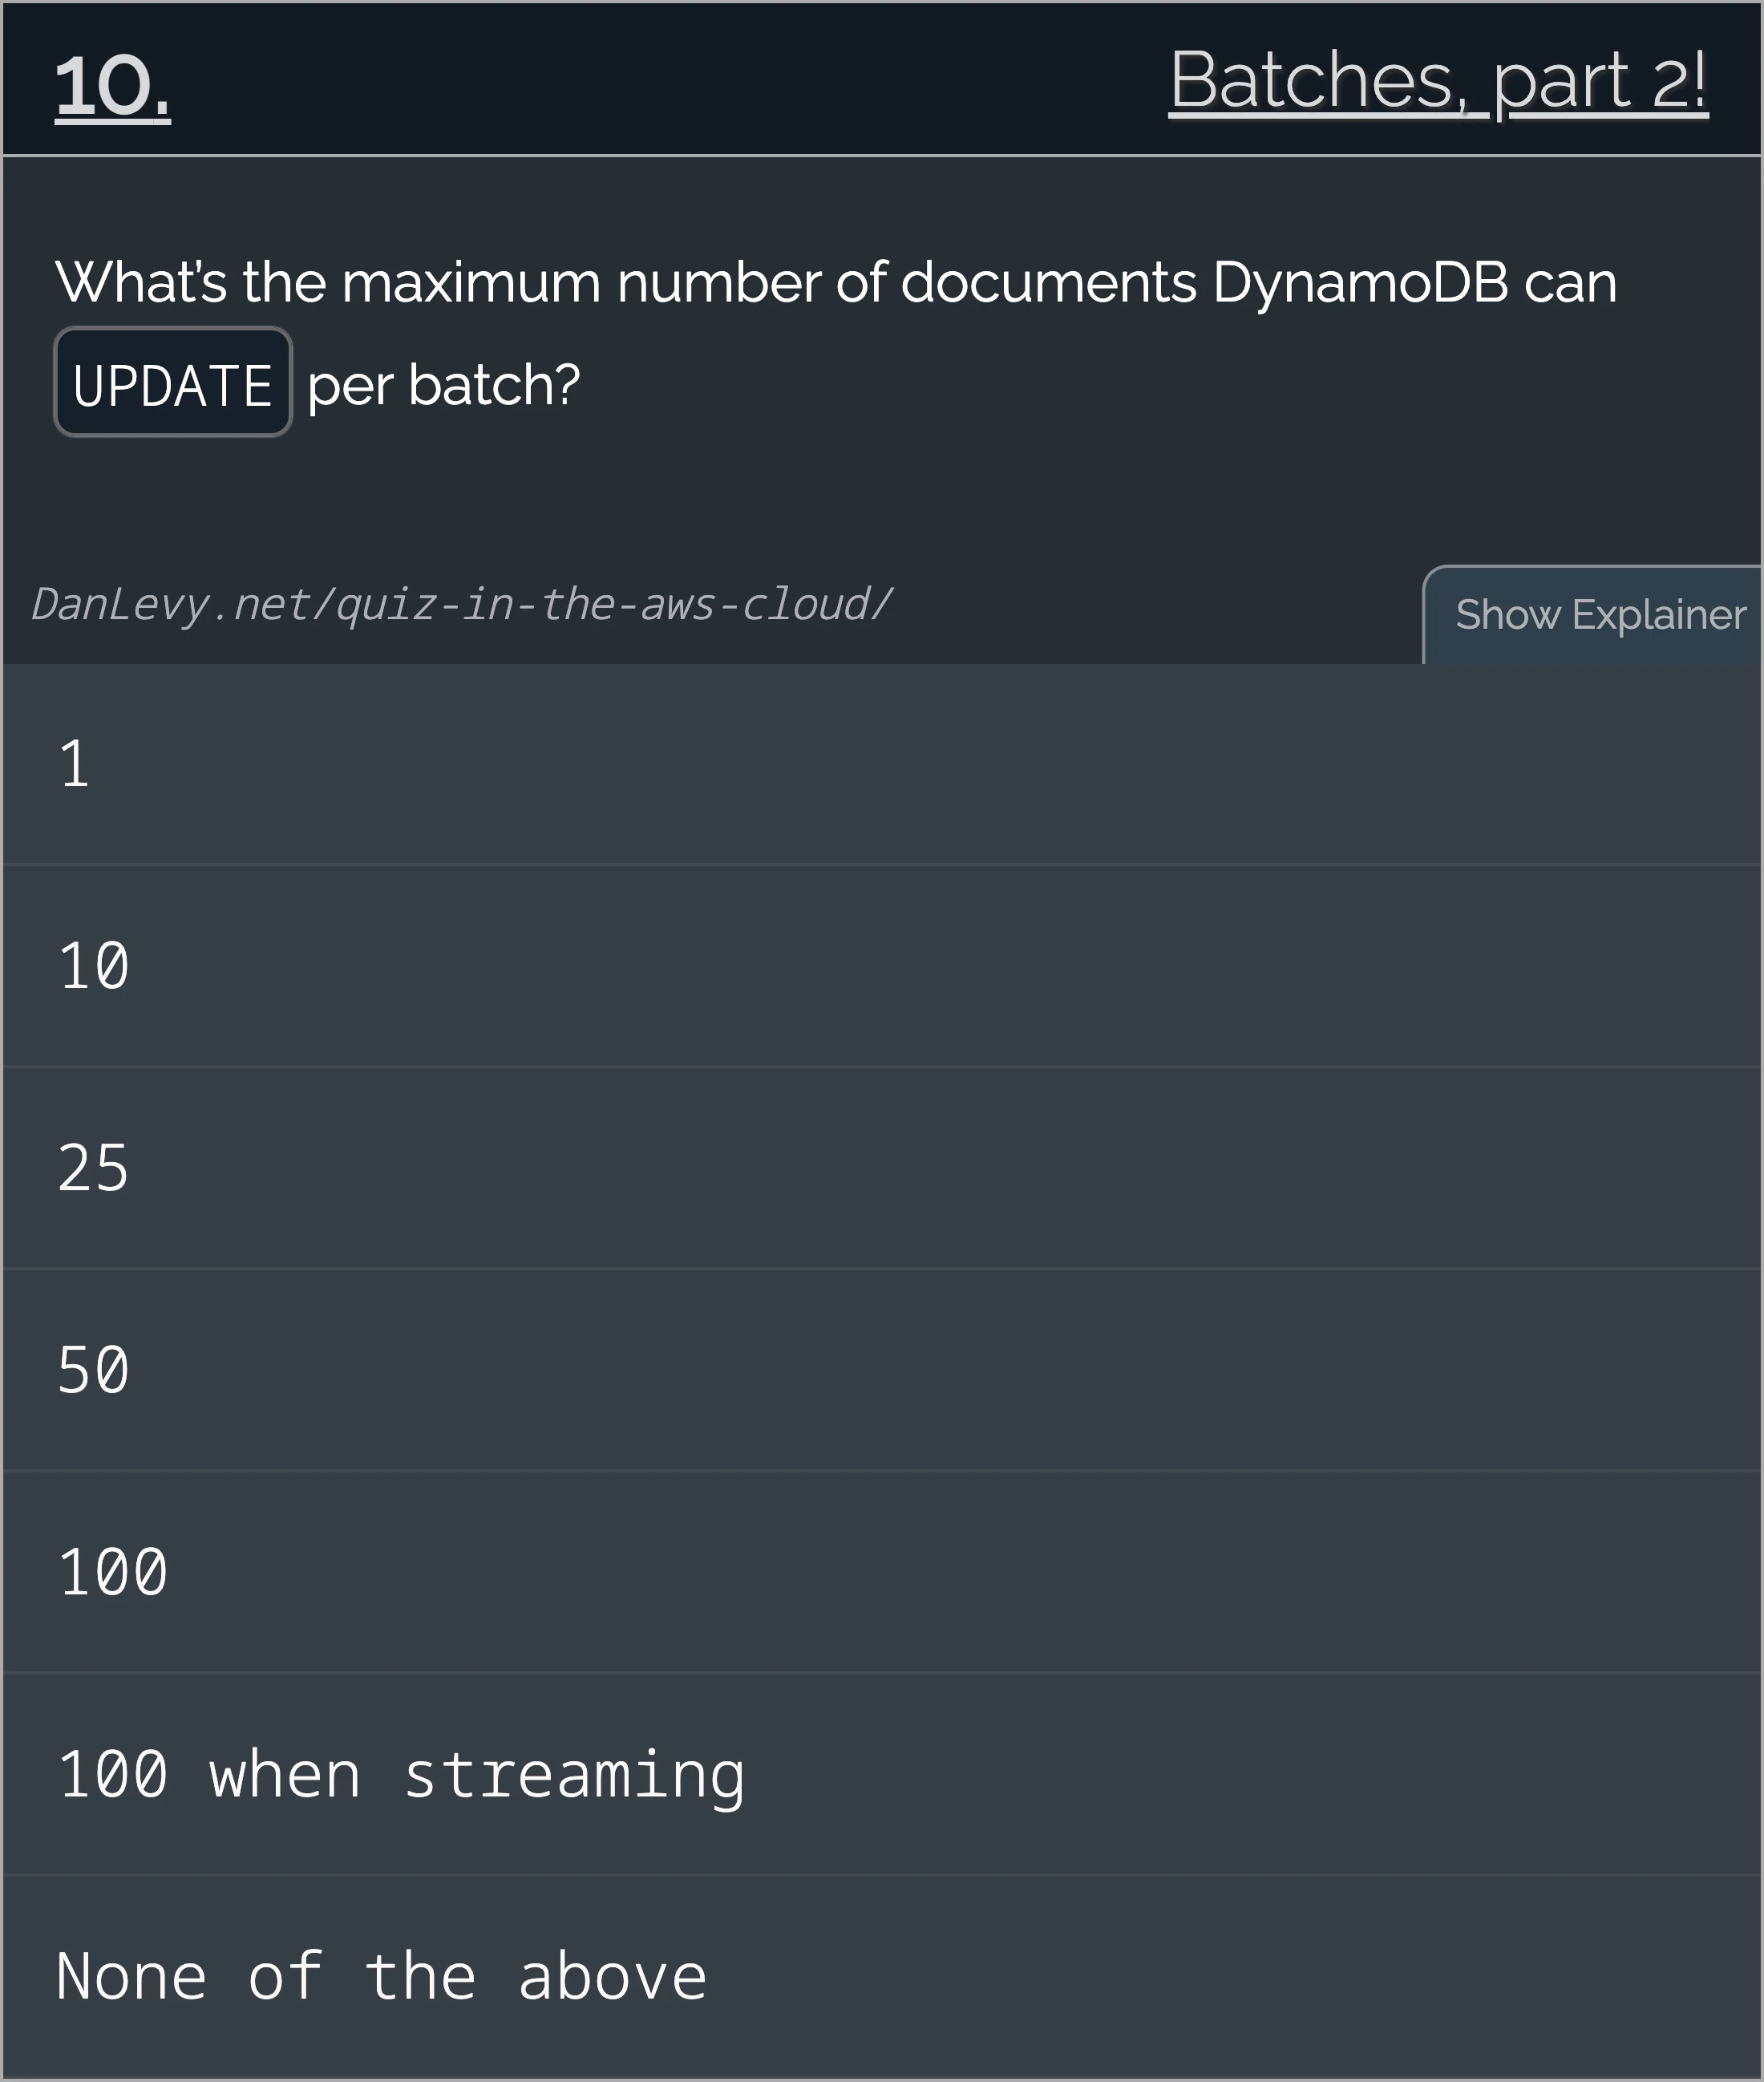 10.
Batches, part 2!
What's the maximum number of documents DynamoDB can
UPDATE per batch?
DanLevy.net/quiz-in-the-aws-cloud/
Show Explainer
1
10
25
50
100
100 when streaming
None of the above